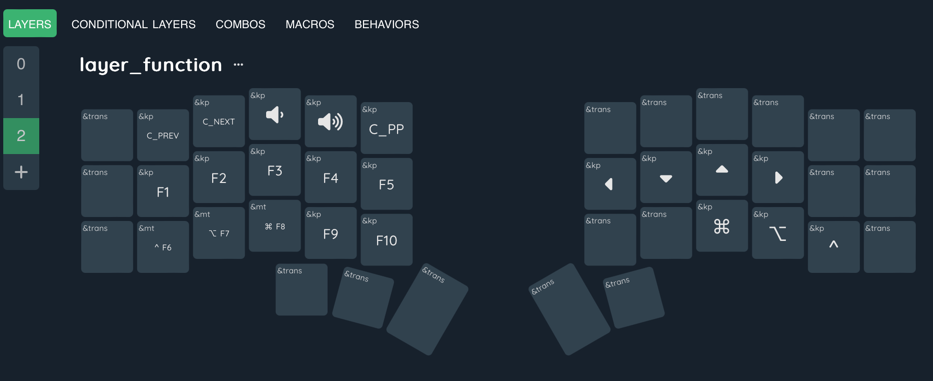 LAYERS CONDITIONAL LAYERS COMBOS MACROS BEHAVIORS
0
1
2
+
layer_function ...
&trans &kp &kp &kp &kp &kp &trans &trans &trans &trans &trans &trans
C_PREV C_NEXT C_PP
&trans &kp &kp &kp &kp &kp &kp &kp &kp &kp &trans &trans
F1 F2 F3 F4 F5
&trans &mt &mt &mt &kp &kp &trans &trans &kp &kp &kp &trans
^ F6 ⌥ F7 ⌘ F8 F9 F10 ⌘ ⌥ ^
&trans &trans &trans &trans &trans